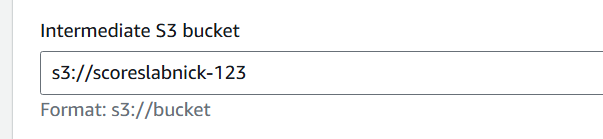 Intermediate S3 bucket
s3://scoreslabnick-123
Format: s3://bucket